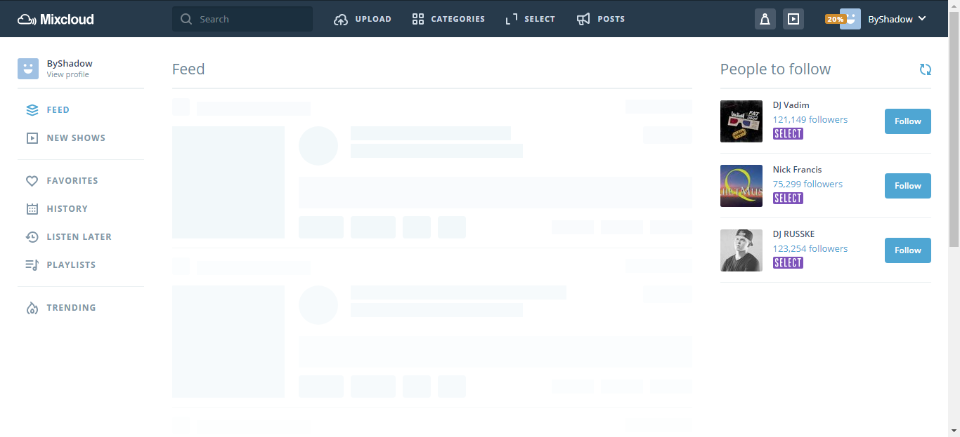 Mixcloud
Search
UPLOAD
CATEGORIES
SELECT
POSTS
20%
ByShadow
ByShadow
View profile
FEED
NEW SHOWS
FAVORITES
HISTORY
LISTEN LATER
PLAYLISTS
TRENDING
Feed
People to follow
DJ Vadim
121,149 followers
SELECT
Follow
Nick Francis
75,299 followers
SELECT
Follow
DJ RUSSKE
123,254 followers
SELECT
Follow